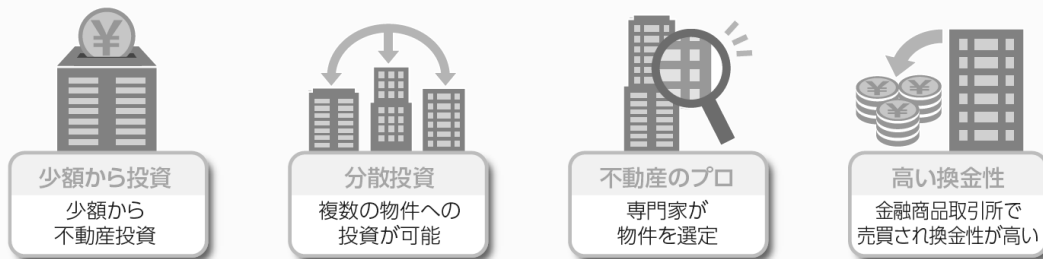 ¥
少額から投資
少額から
不動産投資
分散投資
複数の物件への
投資が可能
不動産のプロ
専門家が
物件を選定
¥
¥
¥
高い換金性
金融商品取引所で
売買され換金性が高い